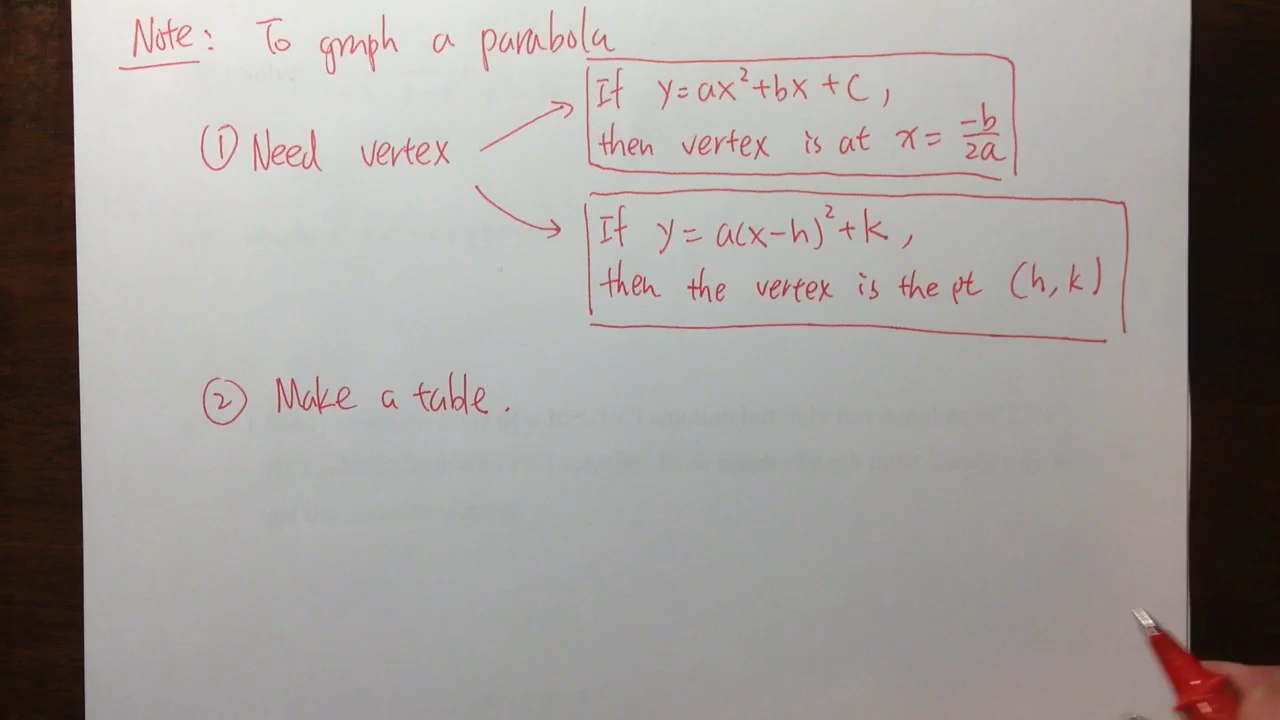 Note: To graph a parabola
① Need vertex
If y=ax²+bx+c,
then vertex is at x=-b/2a
If y=a(x-h)²+k,
then the vertex is the pt (h,k)
② Make a table.